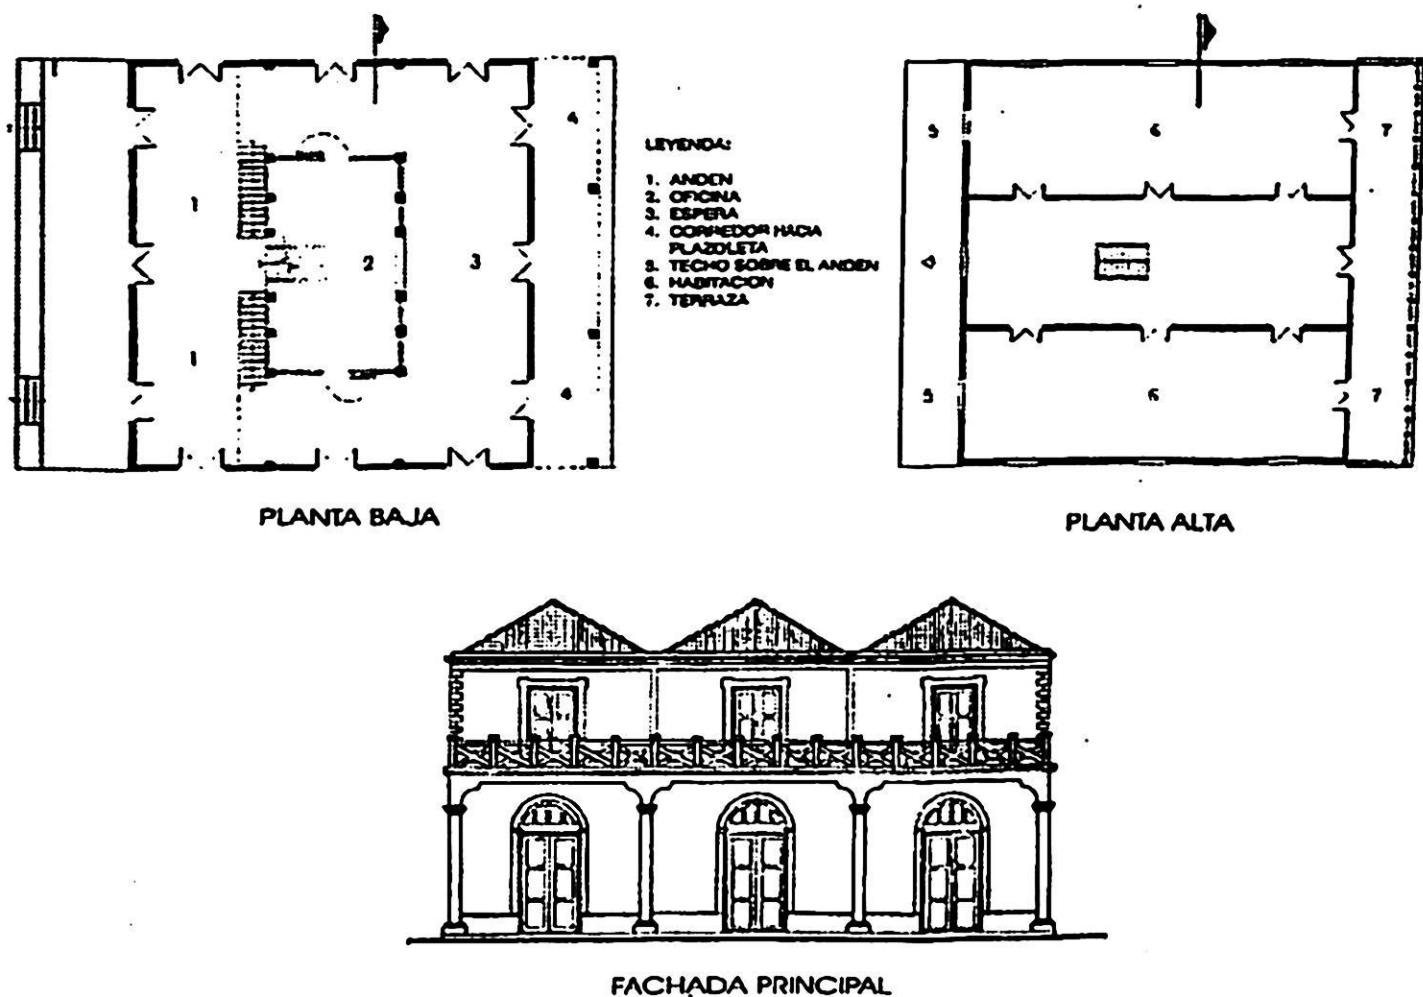 1
1
2
3
4
4
LEYENDA:
1. ANDEN
2. OFICINA
3. ESPERA
4. CORREDOR HACIA
PLAZOLETA
5. TECHO SOBRE EL ANDEN
6. HABITACION
7. TERRAZA
5
6
7
5
6
7
PLANTA BAJA
PLANTA ALTA
FACHADA PRINCIPAL